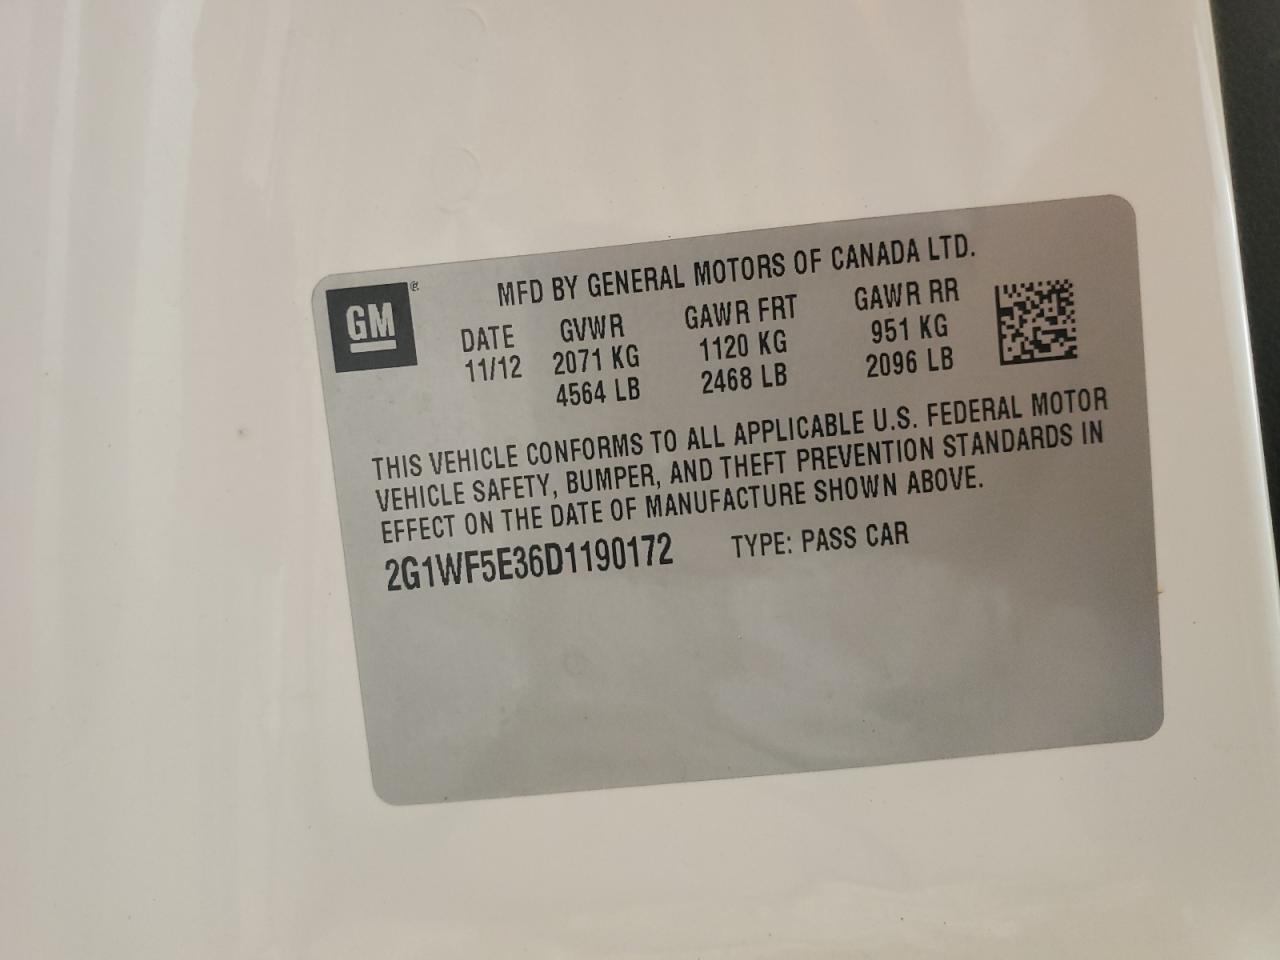 GM
MFD BY GENERAL MOTORS OF CANADA LTD.
DATE GVWR GAWR FRT GAWR RR
11/12 2071 KG 1120 KG 951 KG
4564 LB 2468 LB 2096 LB
THIS VEHICLE CONFORMS TO ALL APPLICABLE U.S. FEDERAL MOTOR
VEHICLE SAFETY, BUMPER, AND THEFT PREVENTION STANDARDS IN
EFFECT ON THE DATE OF MANUFACTURE SHOWN ABOVE.
2G1WF5E36D1190172 TYPE: PASS CAR